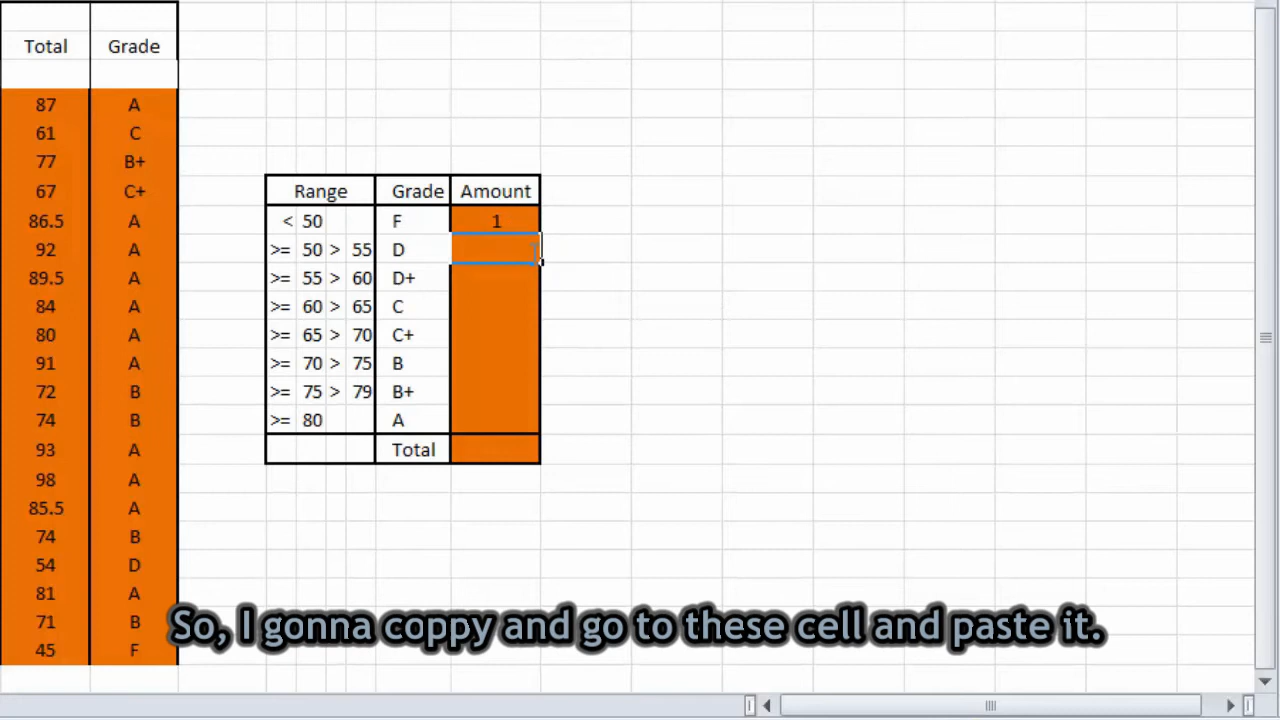 Total Grade
87 A
61 C
77 B+
67 C+
86.5 A
92 A
89.5 A
84 A
80 A
91 A
72 B
74 B
93 A
98 A
85.5 A
74 B
54 D
81 A
71 B
45 F
Range Grade Amount
< 50 F 1
>= 50 > 55 D
>= 55 > 60 D+
>= 60 > 65 C
>= 65 > 70 C+
>= 70 > 75 B
>= 75 > 79 B+
>= 80 A
Total
So, I gonna coppy and go to these cell and paste it.